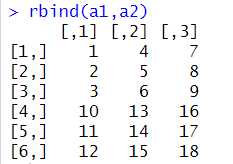 > rbind(a1,a2)
     [,1] [,2] [,3]
[1,]    1    4    7
[2,]    2    5    8
[3,]    3    6    9
[4,]   10   13   16
[5,]   11   14   17
[6,]   12   15   18